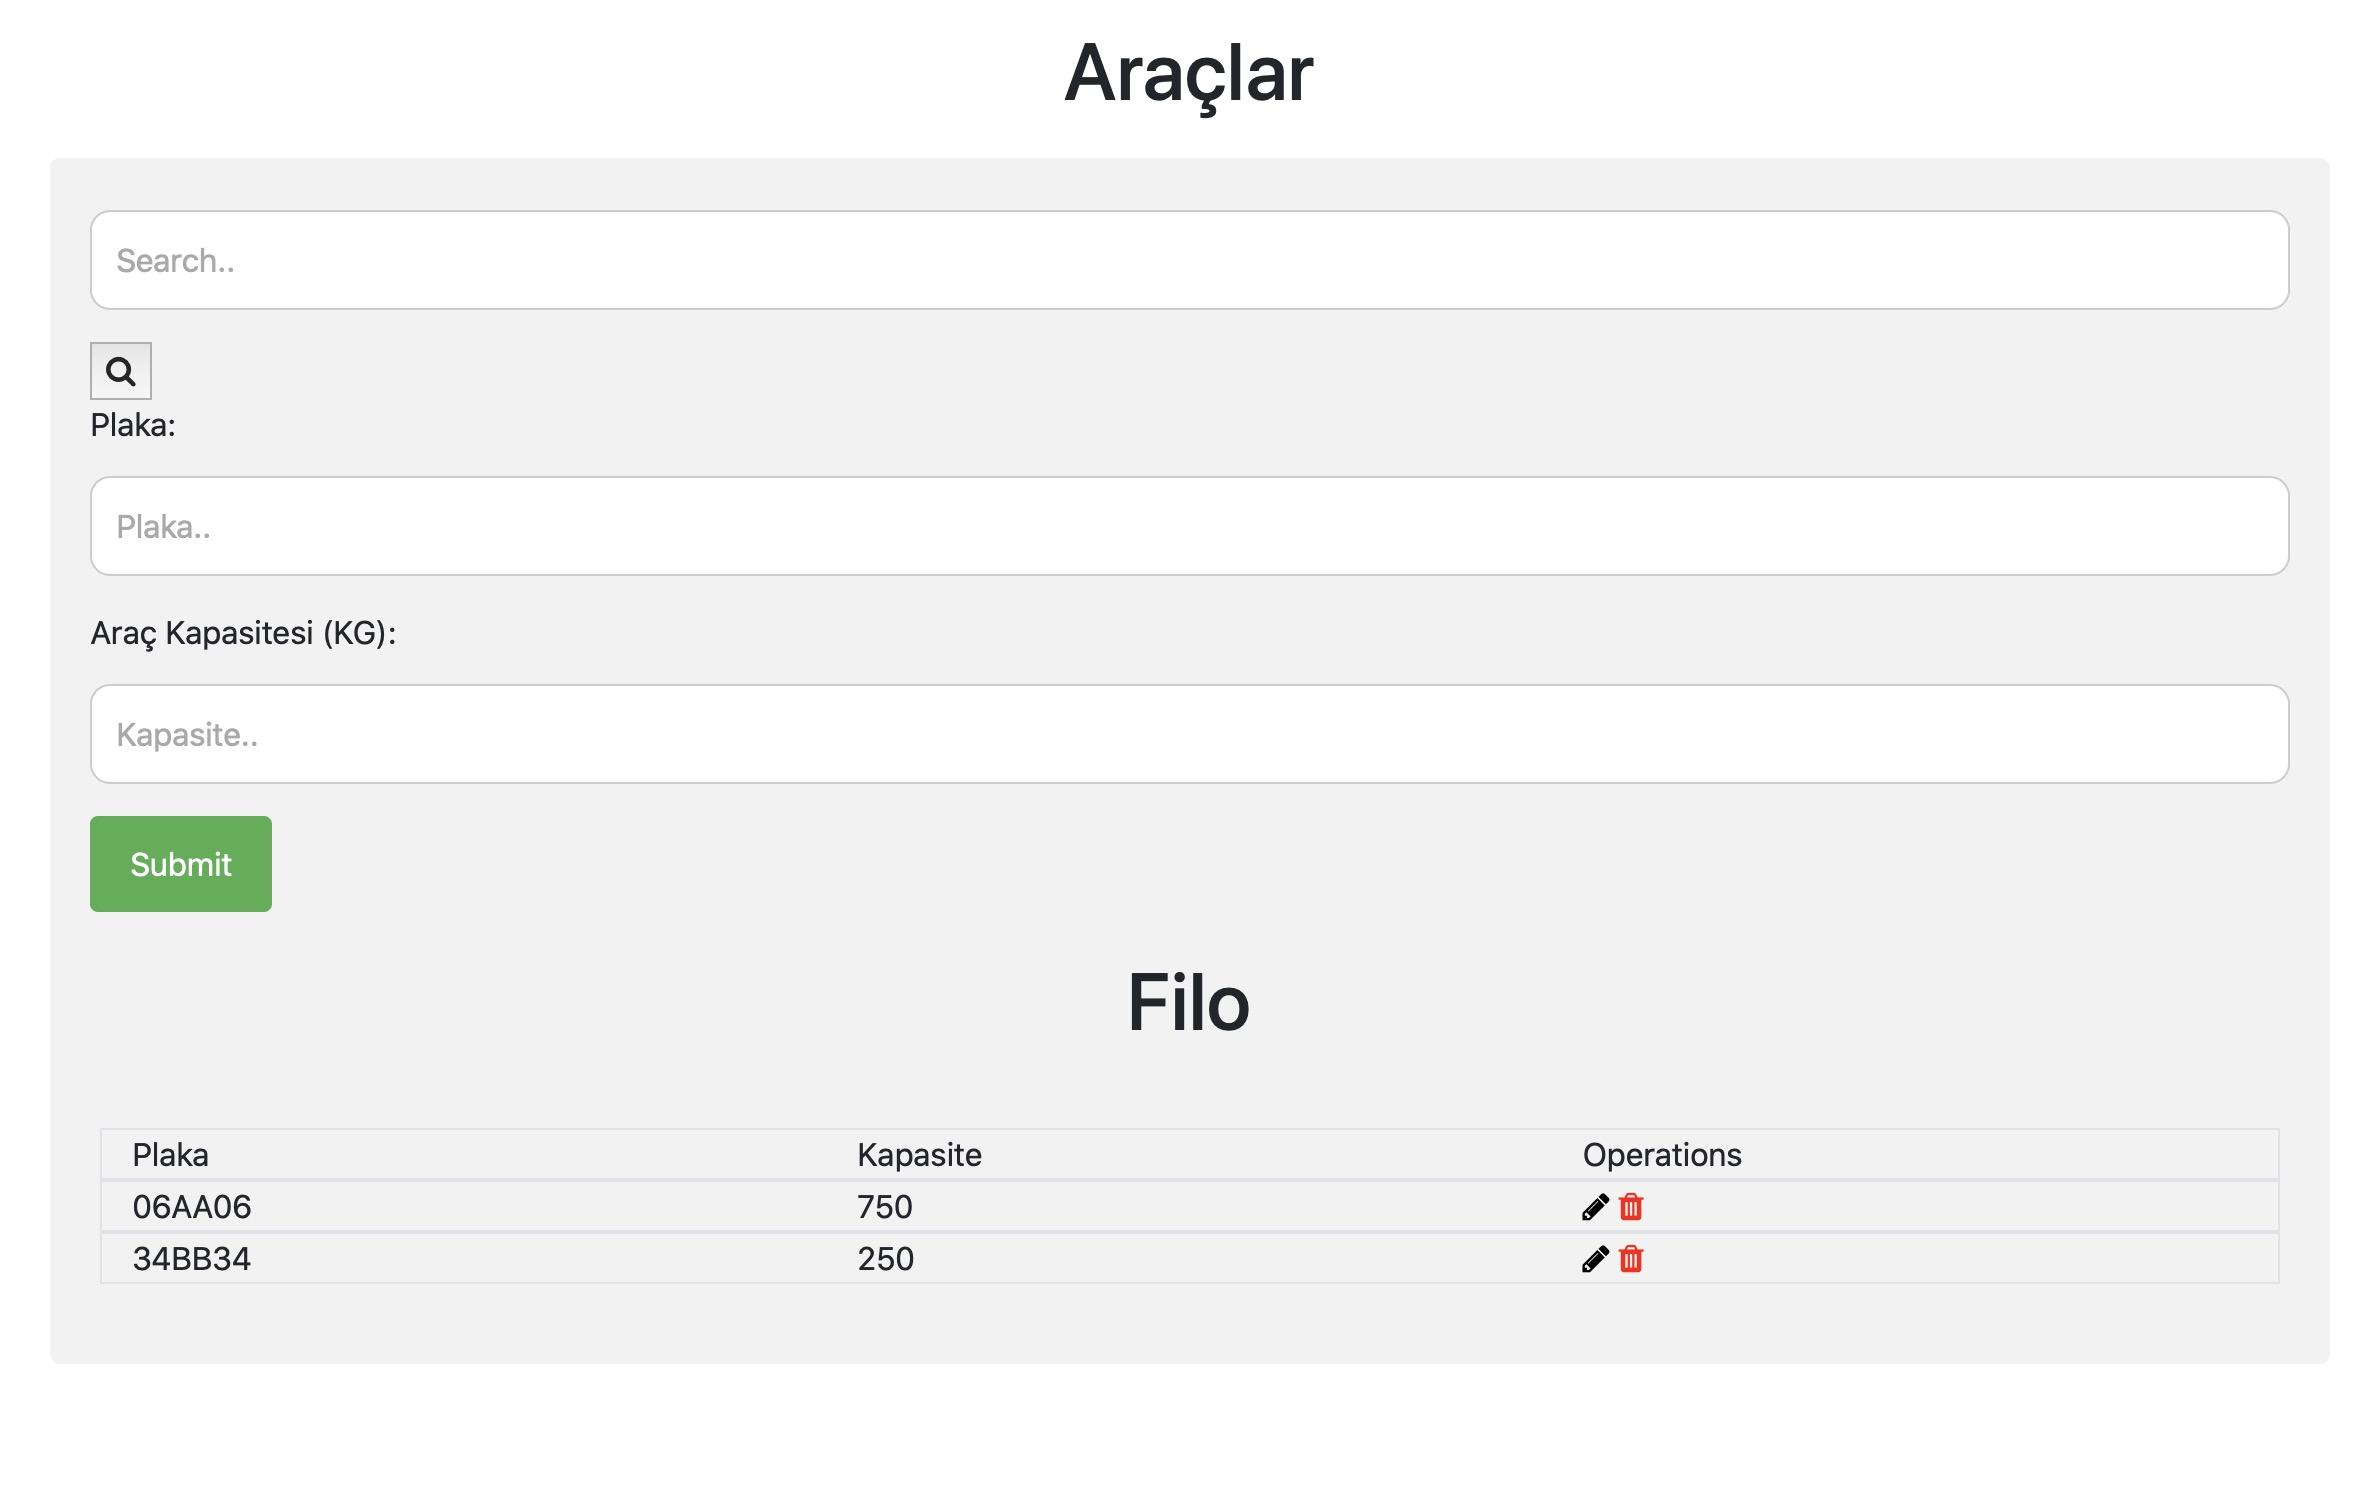 Araçlar
Search..
Plaka:
Plaka..
Araç Kapasitesi (KG):
Kapasite..
Submit
Filo
Plaka Kapasite Operations
06AA06 750
34BB34 250